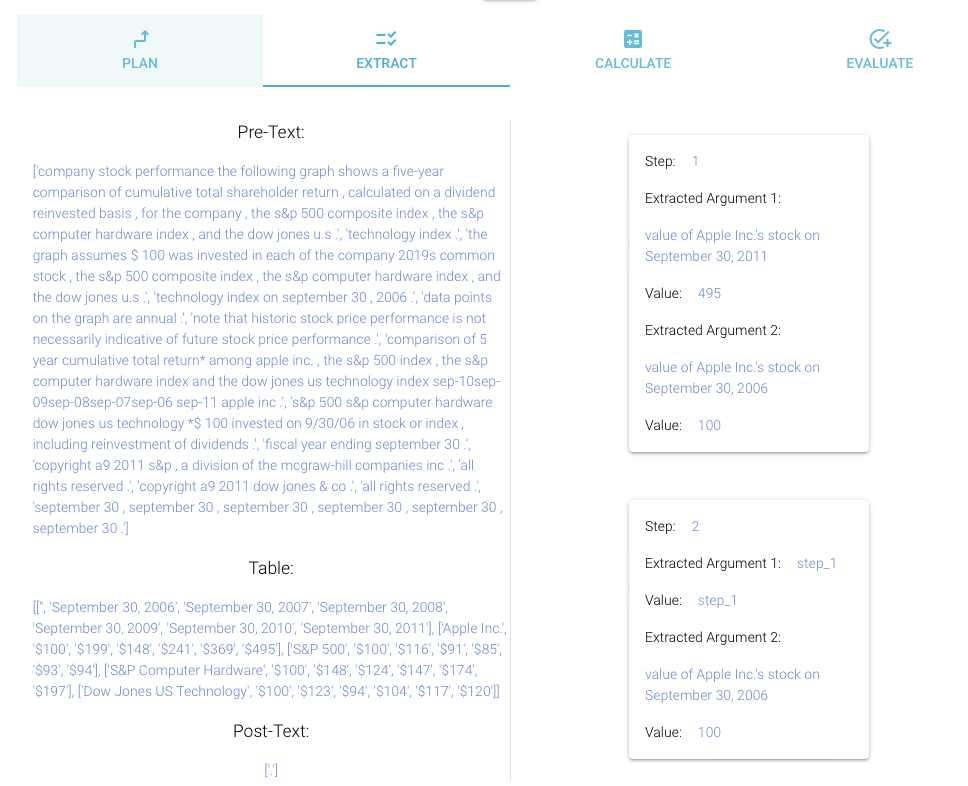 PLAN
EXTRACT
CALCULATE
EVALUATE
Pre-Text:
['company stock performance the following graph shows a five-year
comparison of cumulative total shareholder return , calculated on a dividend
reinvested basis , for the company , the s&p 500 composite index , the s&p
computer hardware index , and the dow jones u.s .', 'technology index .', 'the
graph assumes $ 100 was invested in each of the company 2019s common
stock , the s&p 500 composite index , the s&p computer hardware index , and
the dow jones u.s .', 'technology index on september 30 , 2006 .', 'data points
on the graph are annual .', 'note that historic stock price performance is not
necessarily indicative of future stock price performance .', 'comparison of 5
year cumulative total return* among apple inc. , the s&p 500 index , the s&p
computer hardware index and the dow jones us technology index sep-10sep-
09sep-08sep-07sep-06 sep-11 apple inc .', 's&p 500 s&p computer hardware
dow jones us technology *$ 100 invested on 9/30/06 in stock or index ,
including reinvestment of dividends .', 'fiscal year ending september 30 .',
'copyright a9 2011 s&p , a division of the mcgraw-hill companies inc .', 'all
rights reserved .', 'copyright a9 2011 dow jones & co .', 'all rights reserved .',
'september 30 , september 30 , september 30 , september 30 , september 30 ,
september 30 .']
Table:
[['', 'September 30, 2006', 'September 30, 2007', 'September 30, 2008',
'September 30, 2009', 'September 30, 2010', 'September 30, 2011'], ['Apple Inc.',
'$100', '$199', '$148', '$241', '$369', '$495'], ['S&P 500', '$100', '$116', '$91', '$85',
'$93', '$94'], ['S&P Computer Hardware', '$100', '$148', '$124', '$147', '$174',
'$197'], ['Dow Jones US Technology', '$100', '$123', '$94', '$104', '$117', '$120']]
Post-Text:
['.']
Step: 1
Extracted Argument 1:
value of Apple Inc.'s stock on
September 30, 2011
Value: 495
Extracted Argument 2:
value of Apple Inc.'s stock on
September 30, 2006
Value: 100
Step: 2
Extracted Argument 1: step_1
Value: step_1
Extracted Argument 2:
value of Apple Inc.'s stock on
September 30, 2006
Value: 100